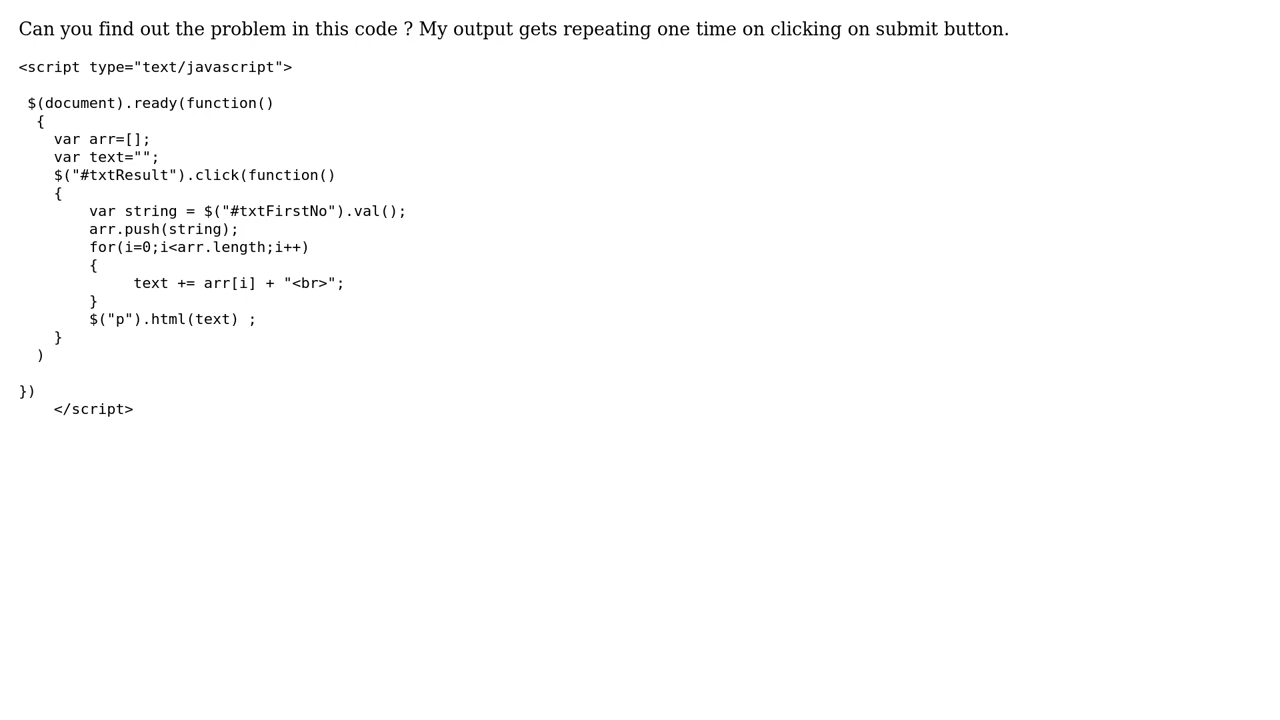 Can you find out the problem in this code ? My output gets repeating one time on clicking on submit button.
<script type="text/javascript">
$(document).ready(function()
{
var arr=[];
var text="";
$("#txtResult").click(function()
{
var string = $("#txtFirstNo").val();
arr.push(string);
for(i=0;i<arr.length;i++)
{
text += arr[i] + "<br>";
}
$("p").html(text) ;
}
)
})
</script>